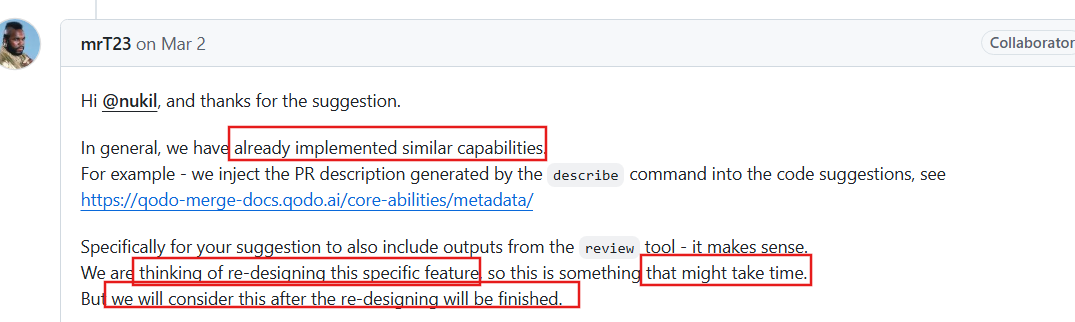 mrT23 on Mar 2
Collaborator
Hi @nukil, and thanks for the suggestion.
In general, we have already implemented similar capabilities.
For example - we inject the PR description generated by the describe command into the code suggestions, see
https://qodo-merge-docs.qodo.ai/core-abilities/metadata/
Specifically for your suggestion to also include outputs from the review tool - it makes sense.
We are thinking of re-designing this specific feature, so this is something that might take time.
But we will consider this after the re-designing will be finished.